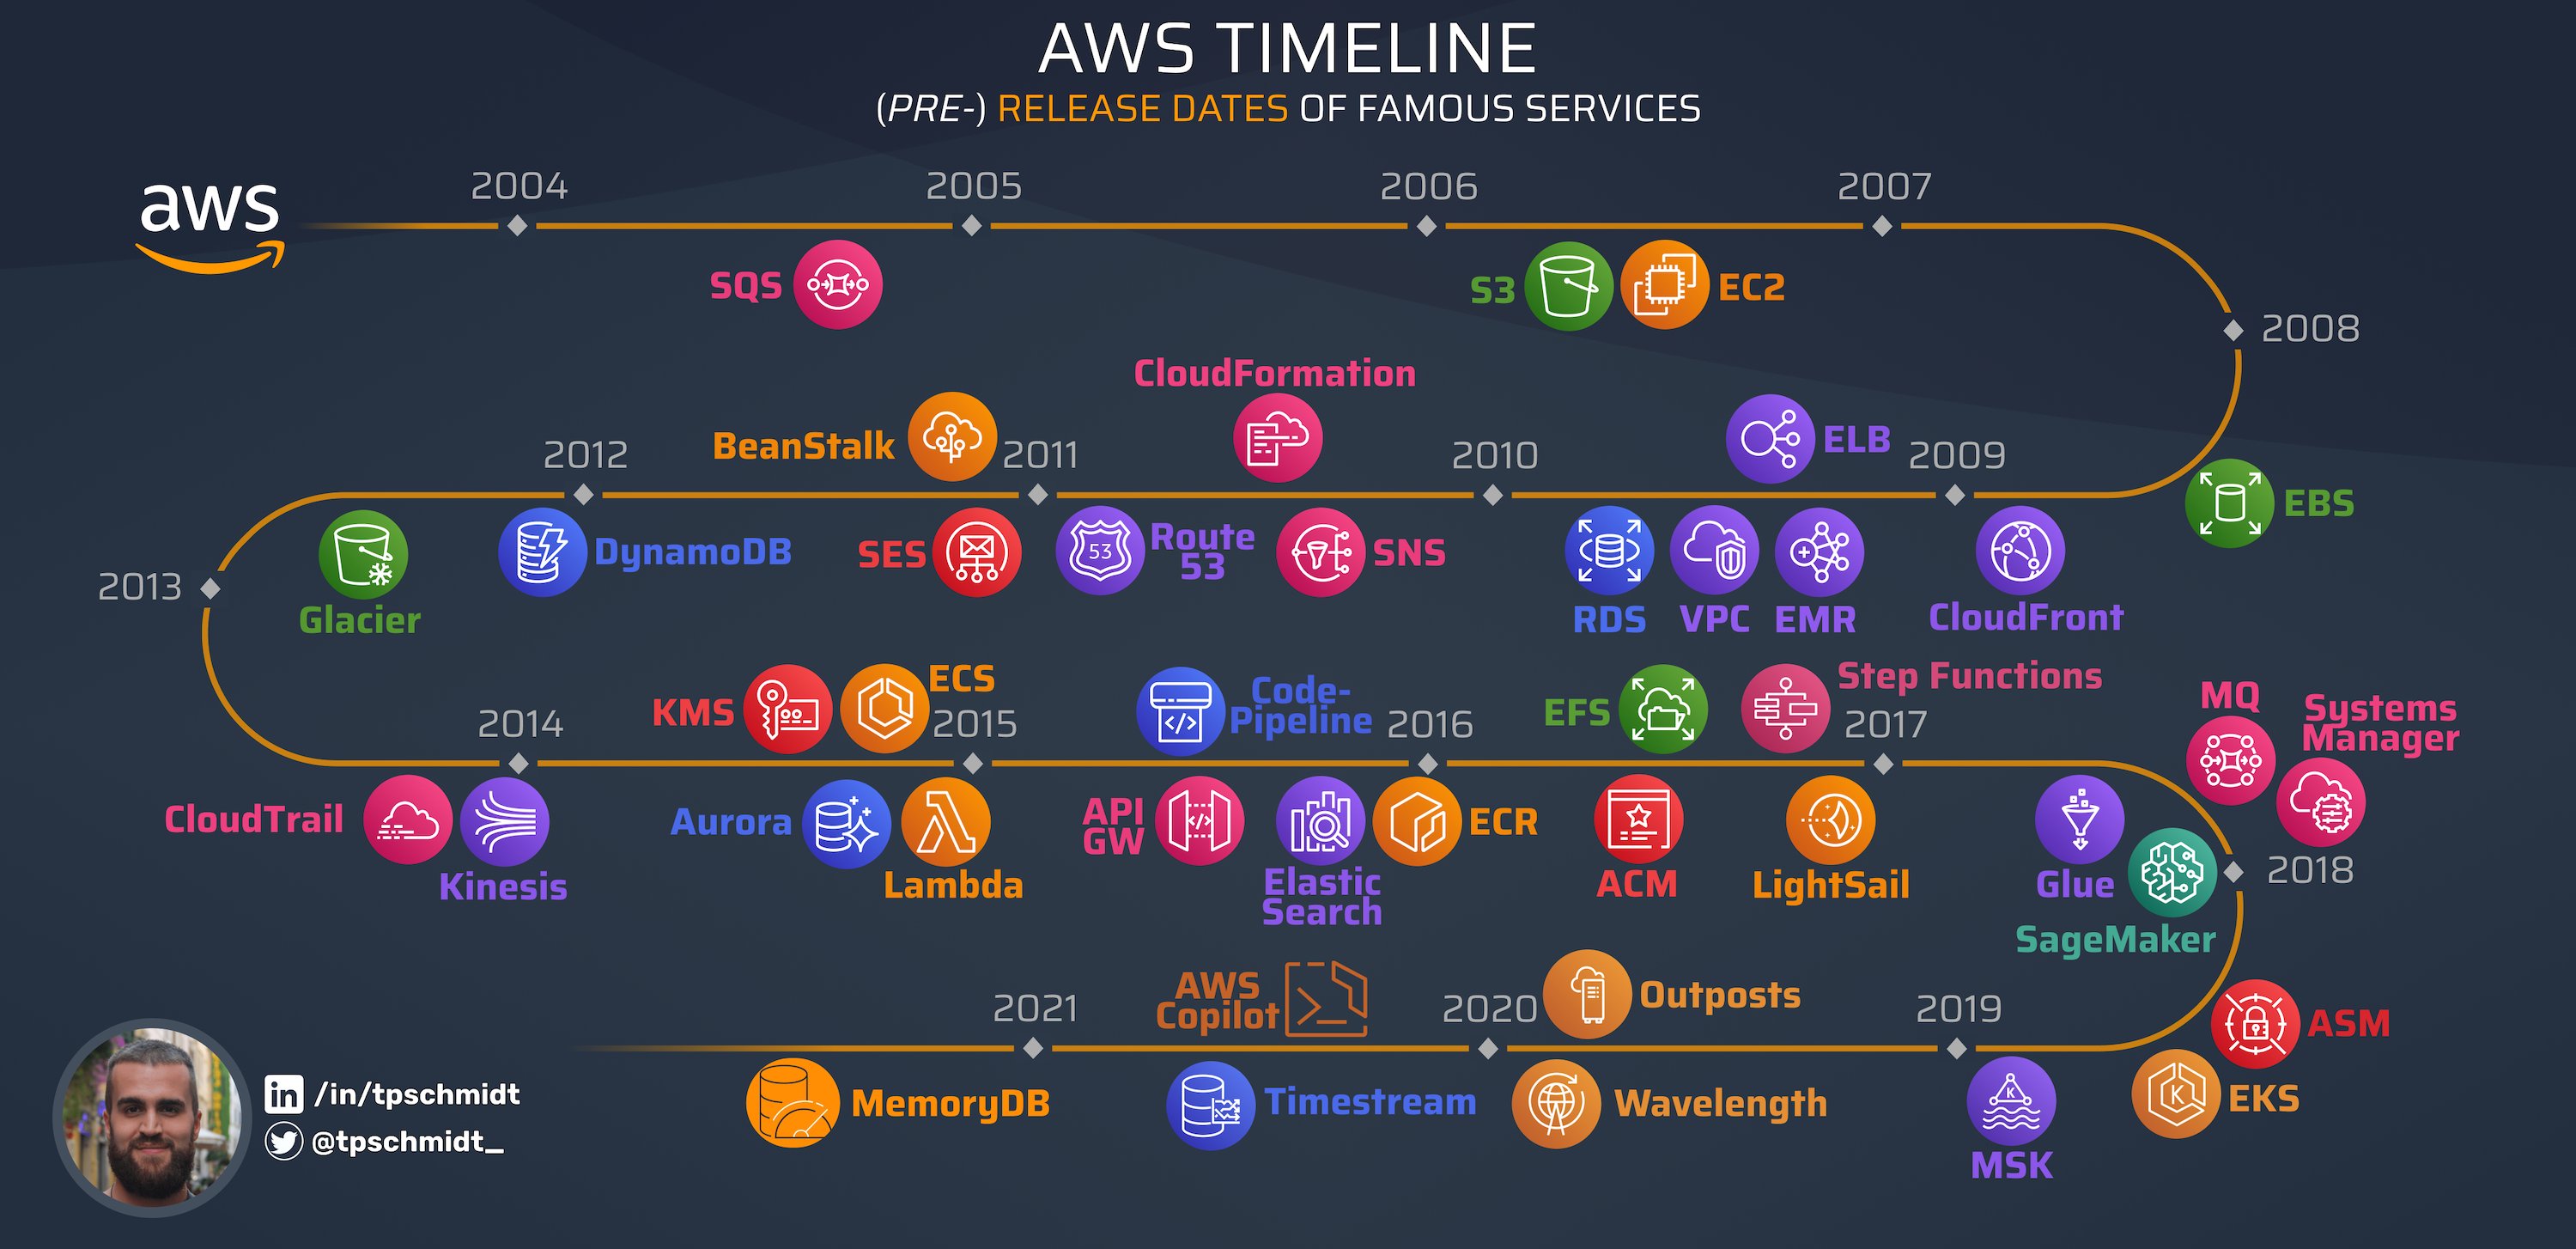 AWS TIMELINE
(PRE-) RELEASE DATES OF FAMOUS SERVICES
aws
2004
2005
2006
2007
SQS
S3
EC2
2008
CloudFormation
BeanStalk
ELB
2012
2011
2010
2009
EBS
DynamoDB
SES
53
Route
53
SNS
2013
Glacier
RDS
VPC
EMR
CloudFront
KMS
ECS
Code-
Pipeline
EFS
Step Functions
MQ
Systems
Manager
2014
2015
2016
2017
CloudTrail
Kinesis
Aurora
Lambda
API
GW
Elastic
Search
ECR
ACM
LightSail
Glue
SageMaker
2018
AWS
Copilot
Outposts
2021
2020
2019
ASM
MemoryDB
Timestream
Wavelength
K
MSK
K
EKS
in /in/tpschmidt
@tpschmidt_